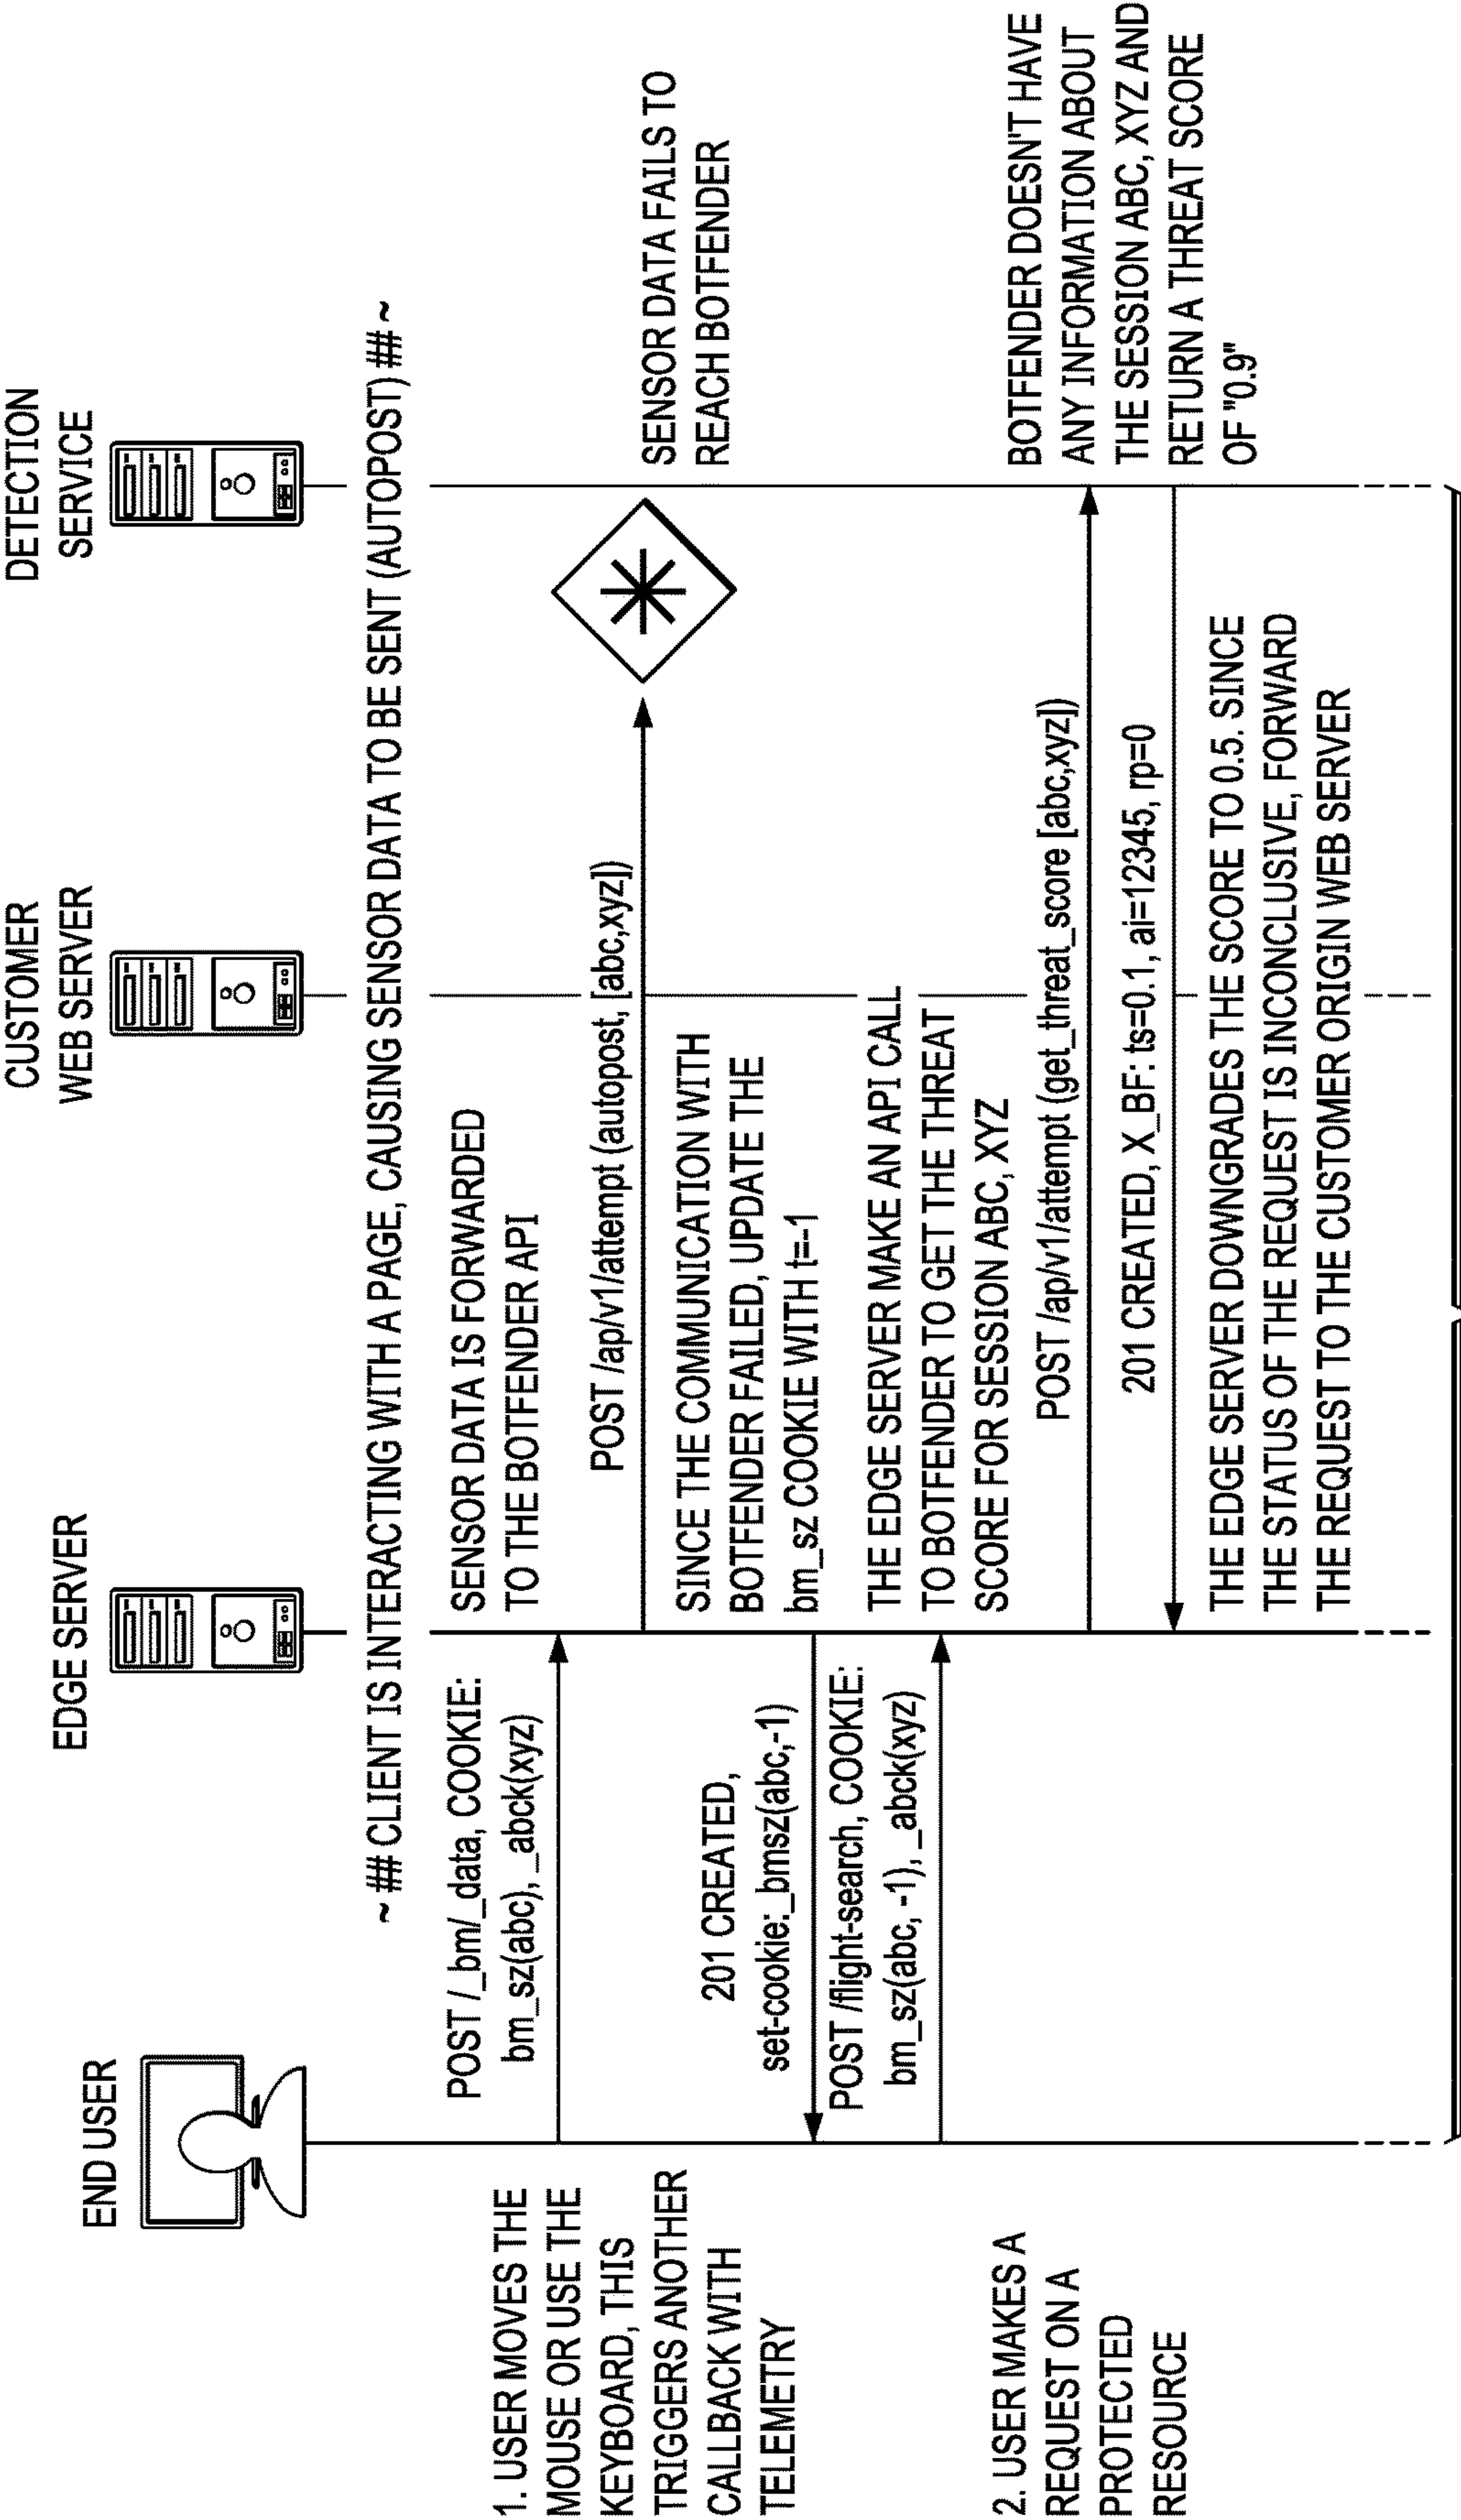 END USER
EDGE SERVER
CUSTOMER
WEB SERVER
DETECTION
SERVICE
~ ## CLIENT IS INTERACTING WITH A PAGE, CAUSING SENSOR DATA TO BE SENT (AUTOPOST) ## ~
1. USER MOVES THE
MOUSE OR USE THE
KEYBOARD, THIS
TRIGGERS ANOTHER
CALLBACK WITH
TELEMETRY
POST /_bm/_data, COOKIE:
bm_sz(abc), _abck(xyz)
SENSOR DATA IS FORWARDED
TO THE BOTFENDER API
POST /ap/v1/attempt (autopost, [abc,xyz])
SENSOR DATA FAILS TO
REACH BOTFENDER
SINCE THE COMMUNICATION WITH
BOTFENDER FAILED, UPDATE THE
bm_sz COOKIE WITH t=-1
201 CREATED,
set-cookie:_bmsz(abc,-1)
2. USER MAKES A
REQUEST ON A
PROTECTED
RESOURCE
POST /flight-search, COOKIE:
bm_sz(abc, -1), _abck(xyz)
THE EDGE SERVER MAKE AN API CALL
TO BOTFENDER TO GET THE THREAT
SCORE FOR SESSION ABC, XYZ
POST /ap/v1/attempt (get_threat_score [abc,xyz])
BOTFENDER DOESN'T HAVE
ANY INFORMATION ABOUT
THE SESSION ABC, XYZ AND
RETURN A THREAT SCORE
OF "0.9"
201 CREATED, X_BF: ts=0.1, ai=12345, rp=0
THE EDGE SERVER DOWNGRADES THE SCORE TO 0.5. SINCE
THE STATUS OF THE REQUEST IS INCONCLUSIVE, FORWARD
THE REQUEST TO THE CUSTOMER ORIGIN WEB SERVER